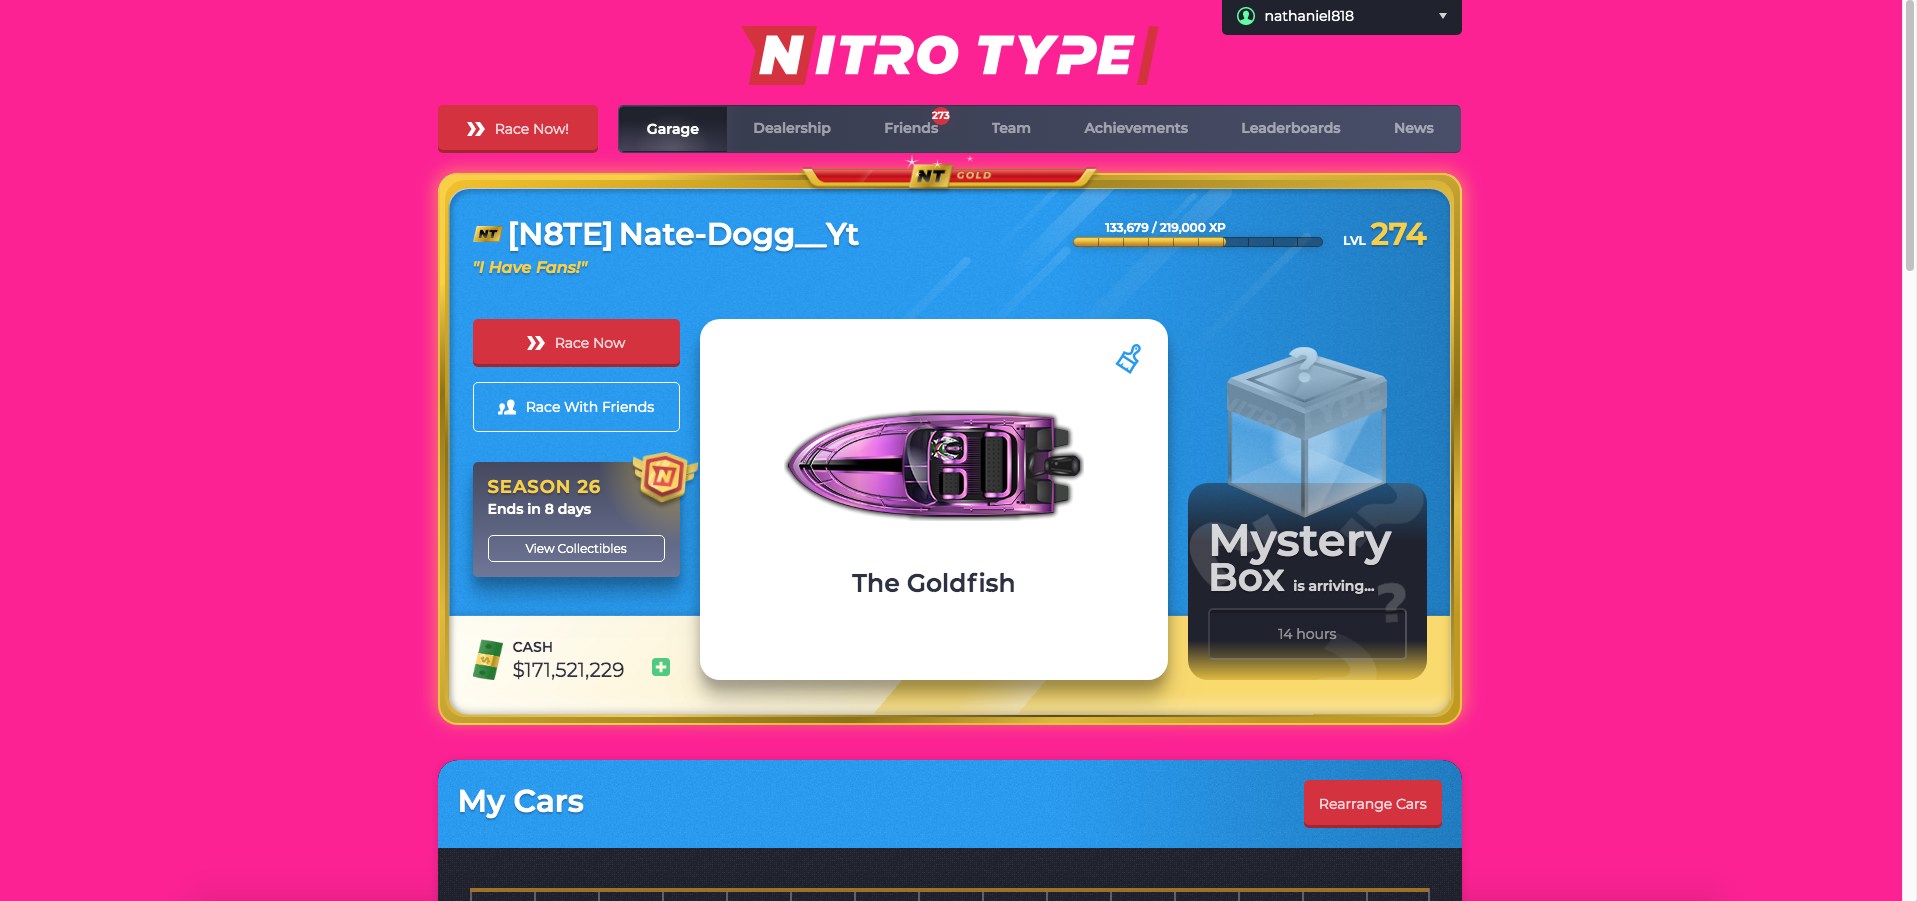 nathaniel818
NITRO TYPE
Race Now!
Garage
Dealership
Friends
273
Team
Achievements
Leaderboards
News
NT GOLD
NT [N8TE] Nate-Dogg__Yt
133,679 / 219,000 XP
LVL 274
"I Have Fans!"
Race Now
Race With Friends
SEASON 26
N
Ends in 8 days
View Collectibles
The Goldfish
?
NITRO TYPE
Mystery
Box is arriving...
?
14 hours
CASH
$171,521,229
My Cars
Rearrange Cars